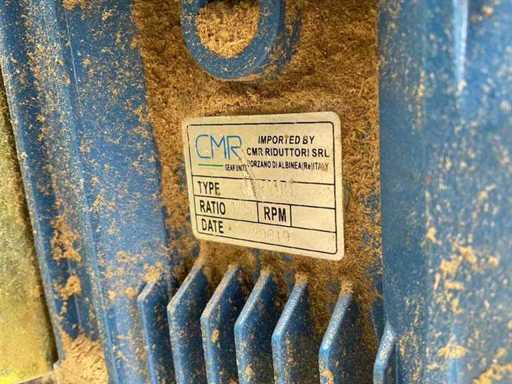 CMR
GEAR UNITS
IMPORTED BY
CMR RIDUTTORI SRL
BORZANO DI ALBINEA(Re)ITALY
TYPE
RATIO RPM
DATE